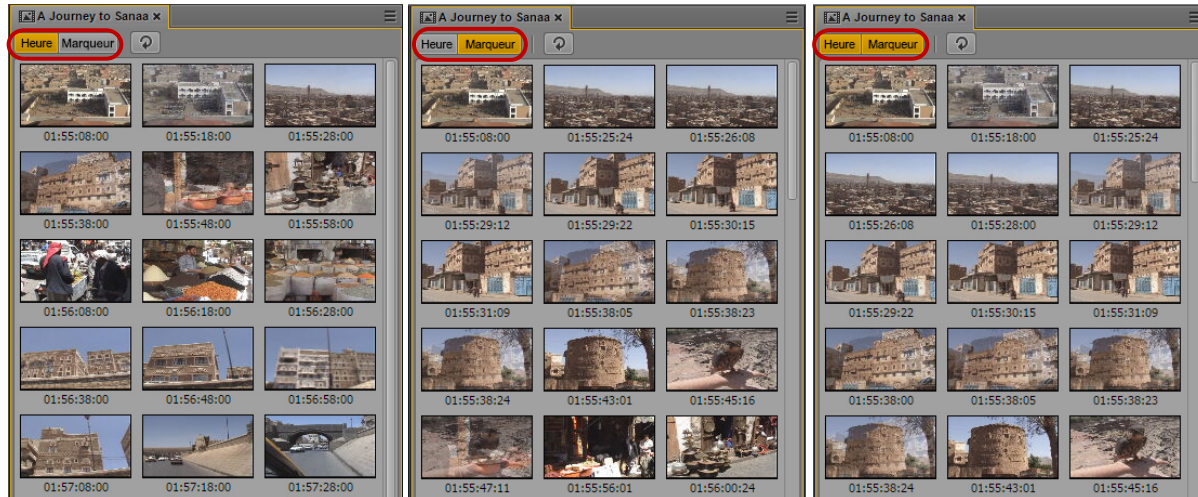 A Journey to Sanaa ×
Heure Marqueur
01:55:08:00 01:55:18:00 01:55:28:00
01:55:38:00 01:55:48:00 01:55:58:00
01:56:08:00 01:56:18:00 01:56:28:00
01:56:38:00 01:56:48:00 01:56:58:00
01:57:08:00 01:57:18:00 01:57:28:00
A Journey to Sanaa ×
Heure Marqueur
01:55:08:00 01:55:25:24 01:55:26:08
01:55:29:12 01:55:29:22 01:55:30:15
01:55:31:09 01:55:38:05 01:55:38:23
01:55:38:24 01:55:43:01 01:55:45:16
01:55:47:11 01:55:56:01 01:56:00:24
A Journey to Sanaa ×
Heure Marqueur
01:55:08:00 01:55:18:00 01:55:25:24
01:55:26:08 01:55:28:00 01:55:29:12
01:55:29:22 01:55:30:15 01:55:31:09
01:55:38:00 01:55:38:05 01:55:38:23
01:55:38:24 01:55:43:01 01:55:45:16